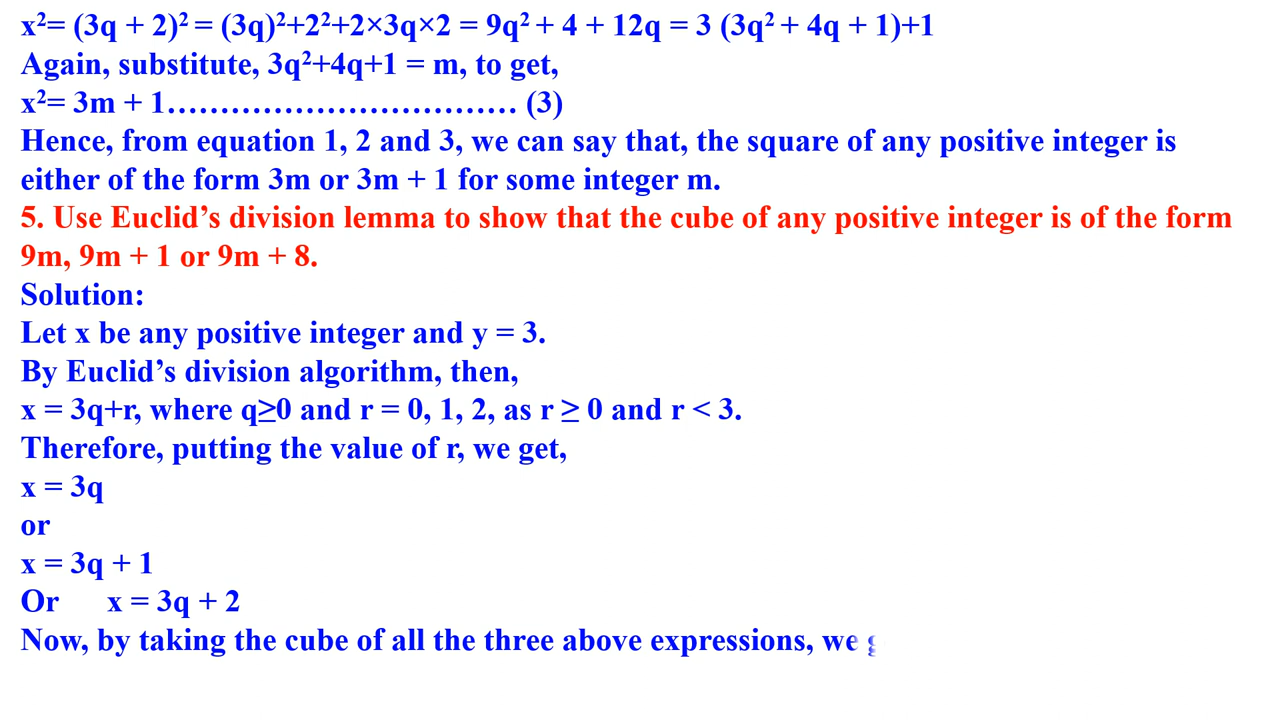 x²= (3q + 2)² = (3q)²+2²+2×3q×2 = 9q² + 4 + 12q = 3 (3q² + 4q + 1)+1
Again, substitute, 3q²+4q+1 = m, to get,
x²= 3m + 1…………………………… (3)
Hence, from equation 1, 2 and 3, we can say that, the square of any positive integer is
either of the form 3m or 3m + 1 for some integer m.
5. Use Euclid’s division lemma to show that the cube of any positive integer is of the form
9m, 9m + 1 or 9m + 8.
Solution:
Let x be any positive integer and y = 3.
By Euclid’s division algorithm, then,
x = 3q+r, where q≥0 and r = 0, 1, 2, as r ≥ 0 and r < 3.
Therefore, putting the value of r, we get,
x = 3q
or
x = 3q + 1
Or x = 3q + 2
Now, by taking the cube of all the three above expressions, we